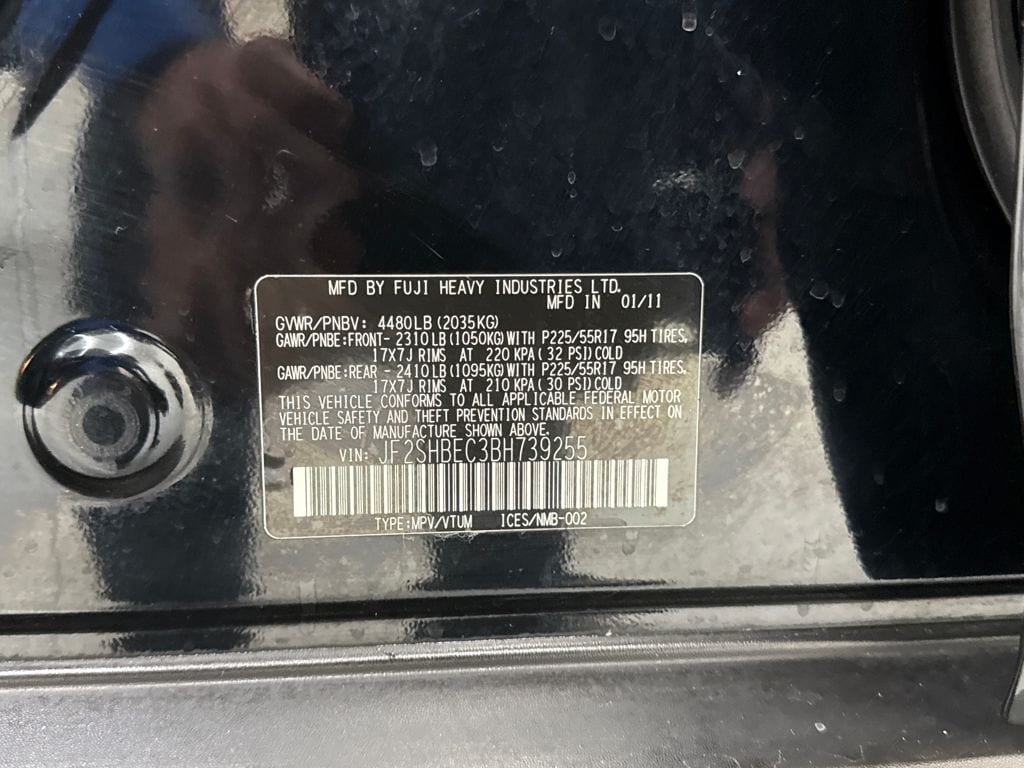 MFD BY FUJI HEAVY INDUSTRIES LTD.
MFD IN 01/11
GVWR/PNBV: 4480LB (2035KG)
GAWR/PNBE:FRONT- 2310LB (1050KG) WITH P225/55R17 95H TIRES,
17X7J RIMS AT 220 KPA (32 PSI) COLD
GAWR/PNBE:REAR - 2410LB (1095KG) WITH P225/55R17 95H TIRES,
17X7J RIMS AT 210 KPA (30 PSI) COLD
THIS VEHICLE CONFORMS TO ALL APPLICABLE FEDERAL MOTOR
VEHICLE SAFETY AND THEFT PREVENTION STANDARDS IN EFFECT ON
THE DATE OF MANUFACTURE SHOWN ABOVE.
VIN: JF2SHBEC3BH739255
TYPE:MPV/VTUM ICES/NMB-002